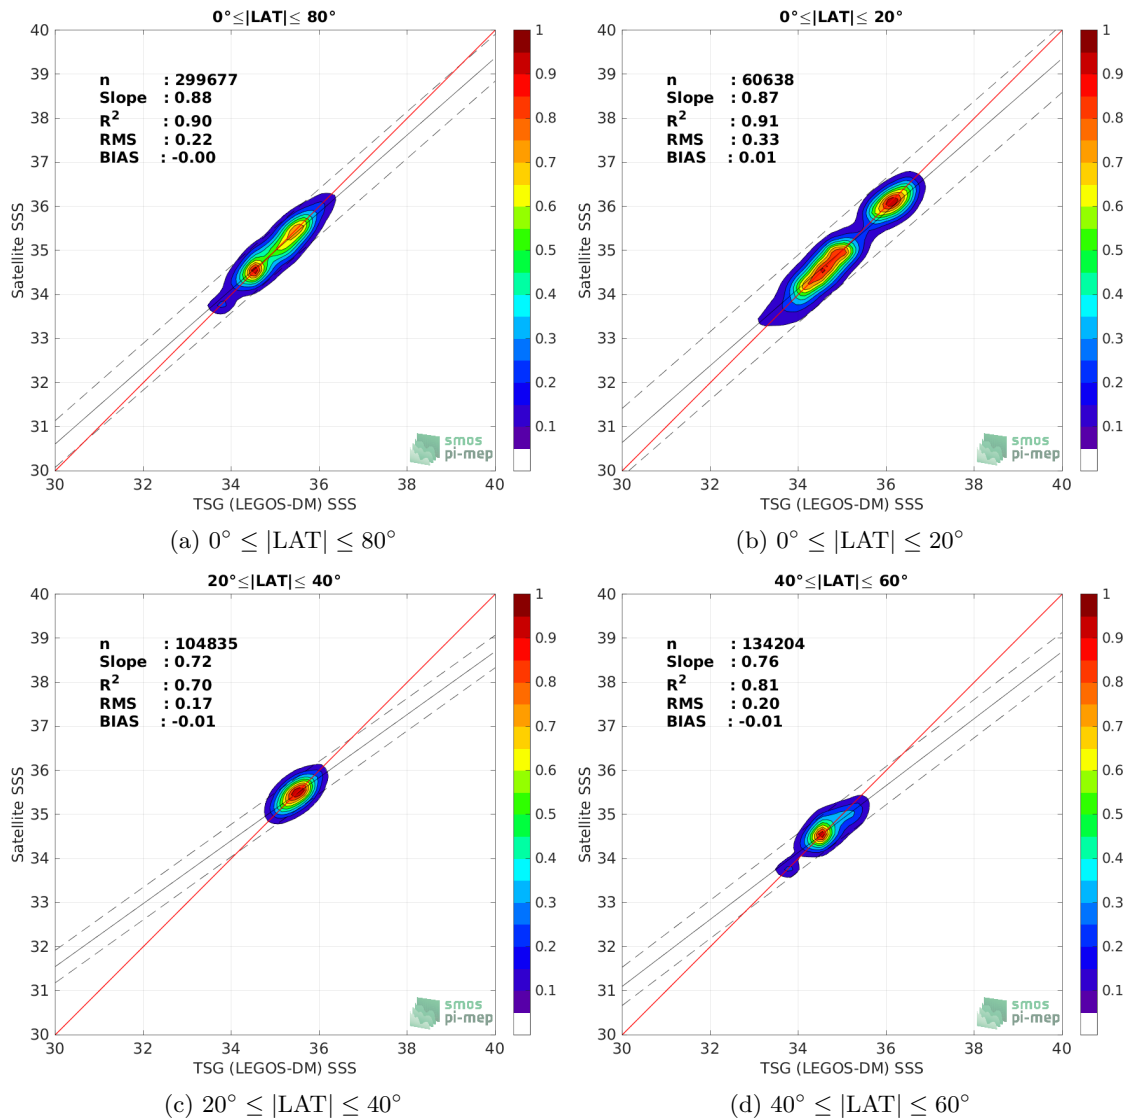 0°≤|LAT|≤ 80°
40
39
38
37
36
35
34
33
32
31
30
Satellite SSS
n : 299677
Slope : 0.88
R² : 0.90
RMS : 0.22
BIAS : -0.00
smos
pi-mep
30 32 34 36 38 40
TSG (LEGOS-DM) SSS
1
0.9
0.8
0.7
0.6
0.5
0.4
0.3
0.2
0.1
(a) 0° ≤ |LAT| ≤ 80°
0°≤|LAT|≤ 20°
40
39
38
37
36
35
34
33
32
31
30
Satellite SSS
n : 60638
Slope : 0.87
R² : 0.91
RMS : 0.33
BIAS : 0.01
smos
pi-mep
30 32 34 36 38 40
TSG (LEGOS-DM) SSS
1
0.9
0.8
0.7
0.6
0.5
0.4
0.3
0.2
0.1
(b) 0° ≤ |LAT| ≤ 20°
20°≤|LAT|≤ 40°
40
39
38
37
36
35
34
33
32
31
30
Satellite SSS
n : 104835
Slope : 0.72
R² : 0.70
RMS : 0.17
BIAS : -0.01
smos
pi-mep
30 32 34 36 38 40
TSG (LEGOS-DM) SSS
1
0.9
0.8
0.7
0.6
0.5
0.4
0.3
0.2
0.1
(c) 20° ≤ |LAT| ≤ 40°
40°≤|LAT|≤ 60°
40
39
38
37
36
35
34
33
32
31
30
Satellite SSS
n : 134204
Slope : 0.76
R² : 0.81
RMS : 0.20
BIAS : -0.01
smos
pi-mep
30 32 34 36 38 40
TSG (LEGOS-DM) SSS
1
0.9
0.8
0.7
0.6
0.5
0.4
0.3
0.2
0.1
(d) 40° ≤ |LAT| ≤ 60°